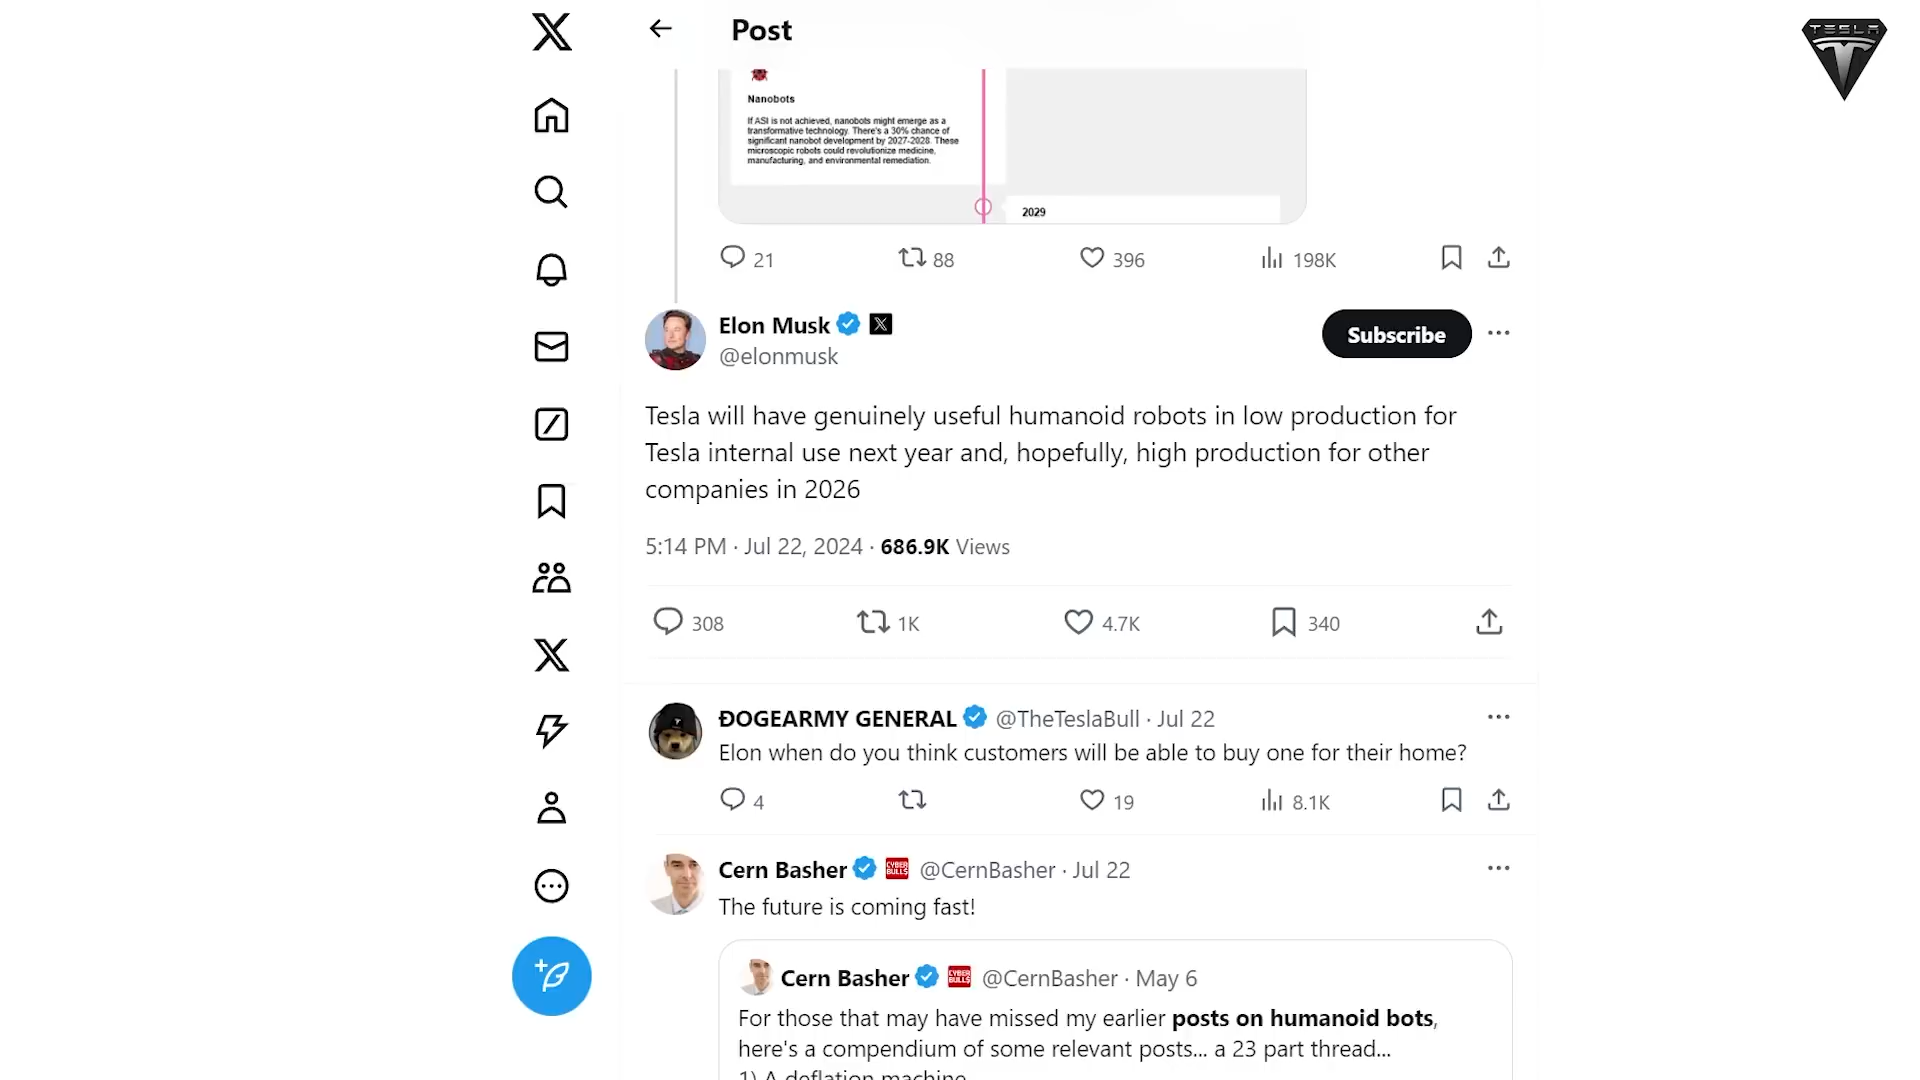 Post
TESLA
Nanobots
If ASI is not achieved, nanobots might emerge as a
transformative technology. There's a 30% chance of
significant nanobot development by 2027-2028. These
microscopic robots could revolutionize medicine,
manufacturing, and environmental remediation.
2029
21 88 396 198K
Elon Musk
@elonmusk
Subscribe
Tesla will have genuinely useful humanoid robots in low production for
Tesla internal use next year and, hopefully, high production for other
companies in 2026
5:14 PM · Jul 22, 2024 · 686.9K Views
308 1K 4.7K 340
ÐOGEARMY GENERAL @TheTeslaBull · Jul 22
Elon when do you think customers will be able to buy one for their home?
4 19 8.1K
Cern Basher CYBER BULLS @CernBasher · Jul 22
The future is coming fast!
Cern Basher CYBER BULLS @CernBasher · May 6
For those that may have missed my earlier posts on humanoid bots,
here's a compendium of some relevant posts... a 23 part thread...
1) A deflation machine